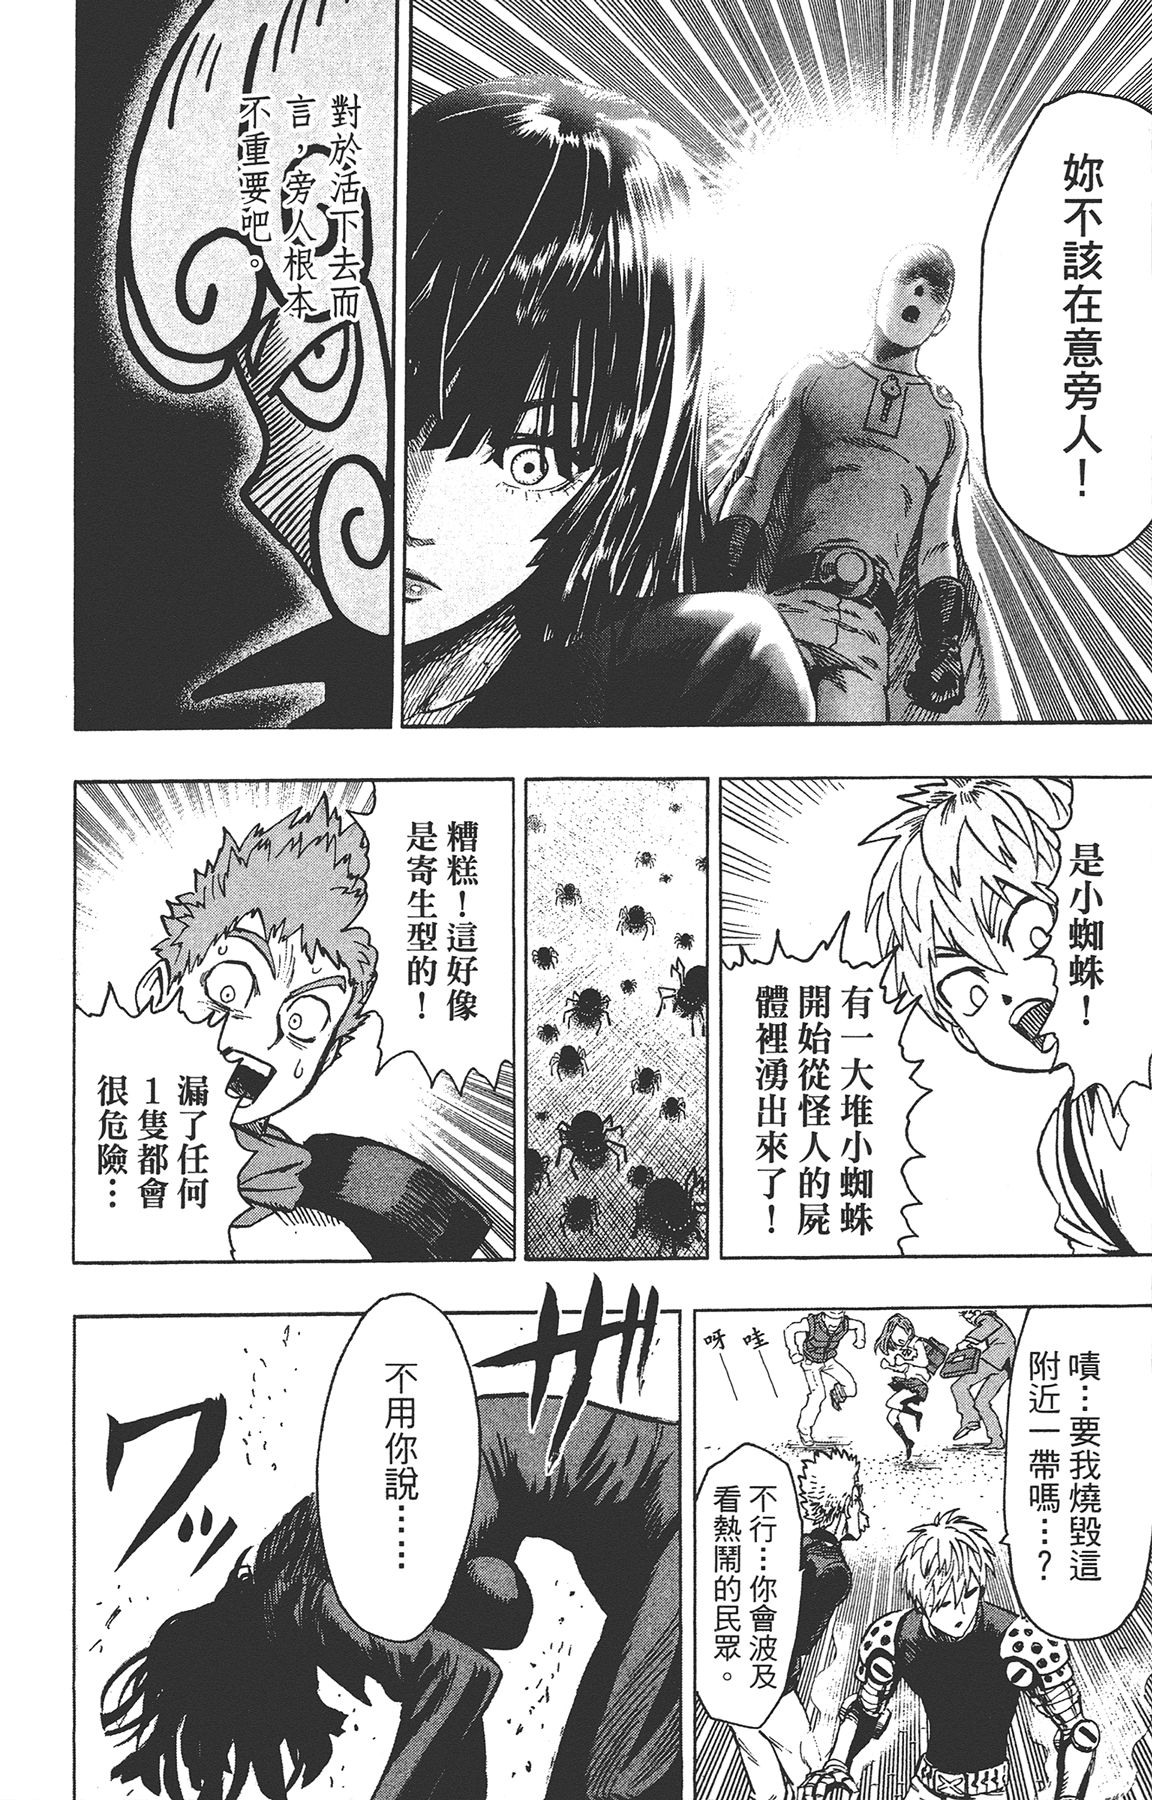 妳不該在意旁人！
對於活下去而
言，旁人根本
不重要吧。
是小蜘蛛！
有一大堆小蜘蛛
開始從怪人的屍
體裡湧出來了！
糟糕！這好像
是寄生型的！
漏了任何
1隻都會
很危險…
嘖…要我燒毀這
附近一帶嗎…？
哇
呀
不行…你會波及
看熱鬧的民眾。
不用你說……
ワッ